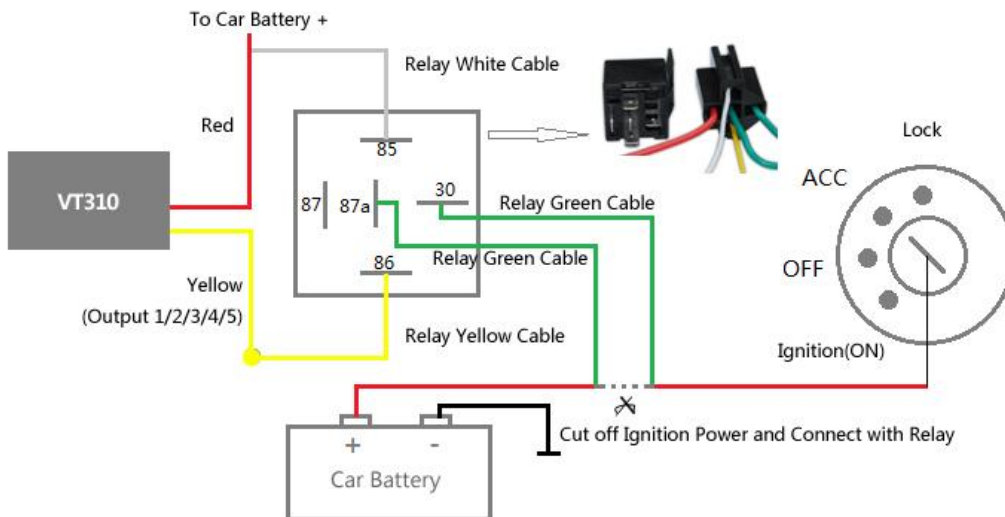 To Car Battery +
Relay White Cable
Red
Lock
85
ACC
VT310
87
87a
30
Relay Green Cable
Relay Green Cable
OFF
86
Yellow
(Output 1/2/3/4/5)
Relay Yellow Cable
Ignition(ON)
+
-
Cut off Ignition Power and Connect with Relay
Car Battery